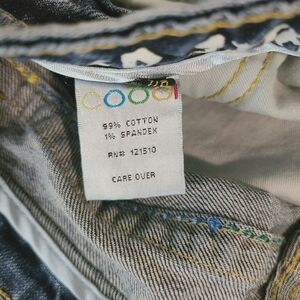 COOGI
99% COTTON
1% SPANDEX
RN# 121510
CARE OVER